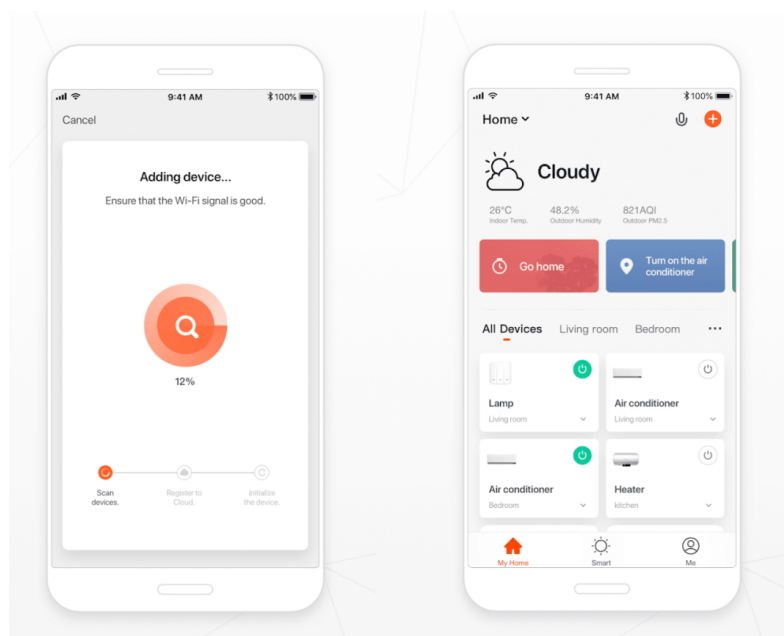 9:41 AM
100%
Cancel
Adding device...
Ensure that the Wi-Fi signal is good.
12%
Scan
devices.
Register to
Cloud.
Initialize
the device.
9:41 AM
100%
Home
Cloudy
26°C
Indoor Temp.
48.2%
Outdoor Humidity
821AQI
Outdoor PM2.5
Go home
Turn on the air
conditioner
All Devices
Living room
Bedroom
Lamp
Living room
Air conditioner
Living room
Air conditioner
Bedroom
Heater
kitchen
My Home
Smart
Me